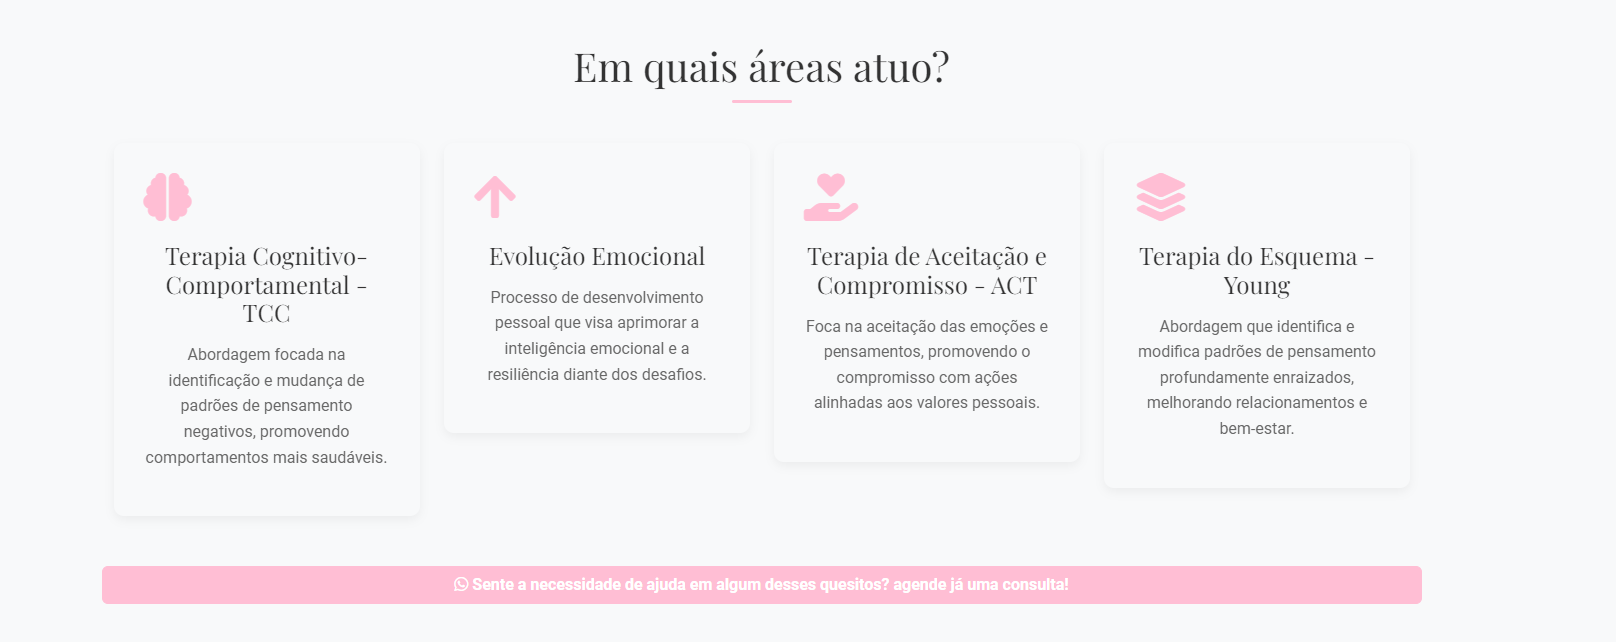 Em quais áreas atuo?
Terapia Cognitivo-
Comportamental -
TCC
Abordagem focada na
identificação e mudança de
padrões de pensamento
negativos, promovendo
comportamentos mais saudáveis.
Evolução Emocional
Processo de desenvolvimento
pessoal que visa aprimorar a
inteligência emocional e a
resiliência diante dos desafios.
Terapia de Aceitação e
Compromisso - ACT
Foca na aceitação das emoções e
pensamentos, promovendo o
compromisso com ações
alinhadas aos valores pessoais.
Terapia do Esquema -
Young
Abordagem que identifica e
modifica padrões de pensamento
profundamente enraizados,
melhorando relacionamentos e
bem-estar.
Sente a necessidade de ajuda em algum desses quesitos? agende já uma consulta!